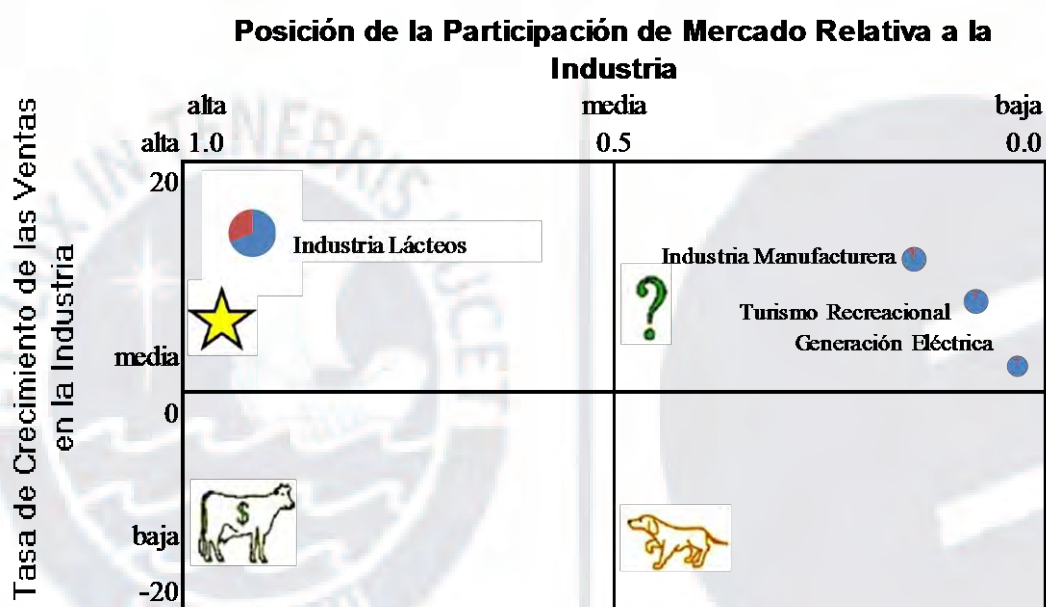 Posición de la Participación de Mercado Relativa a la
Industria
alta media baja
alta 1.0 0.5 0.0
Tasa de Crecimiento de las Ventas
en la Industria
20
Industria Lácteos
Industria Manufacturera
?
Turismo Recreacional
Generación Eléctrica
media
0
$
baja
-20
IN TENEBRIS